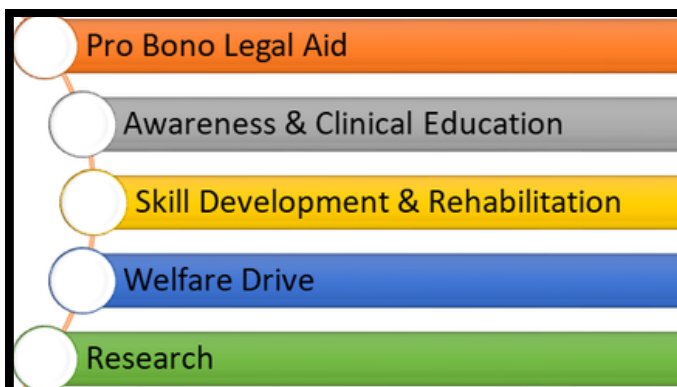 Pro Bono Legal Aid
Awareness & Clinical Education
Skill Development & Rehabilitation
Welfare Drive
Research